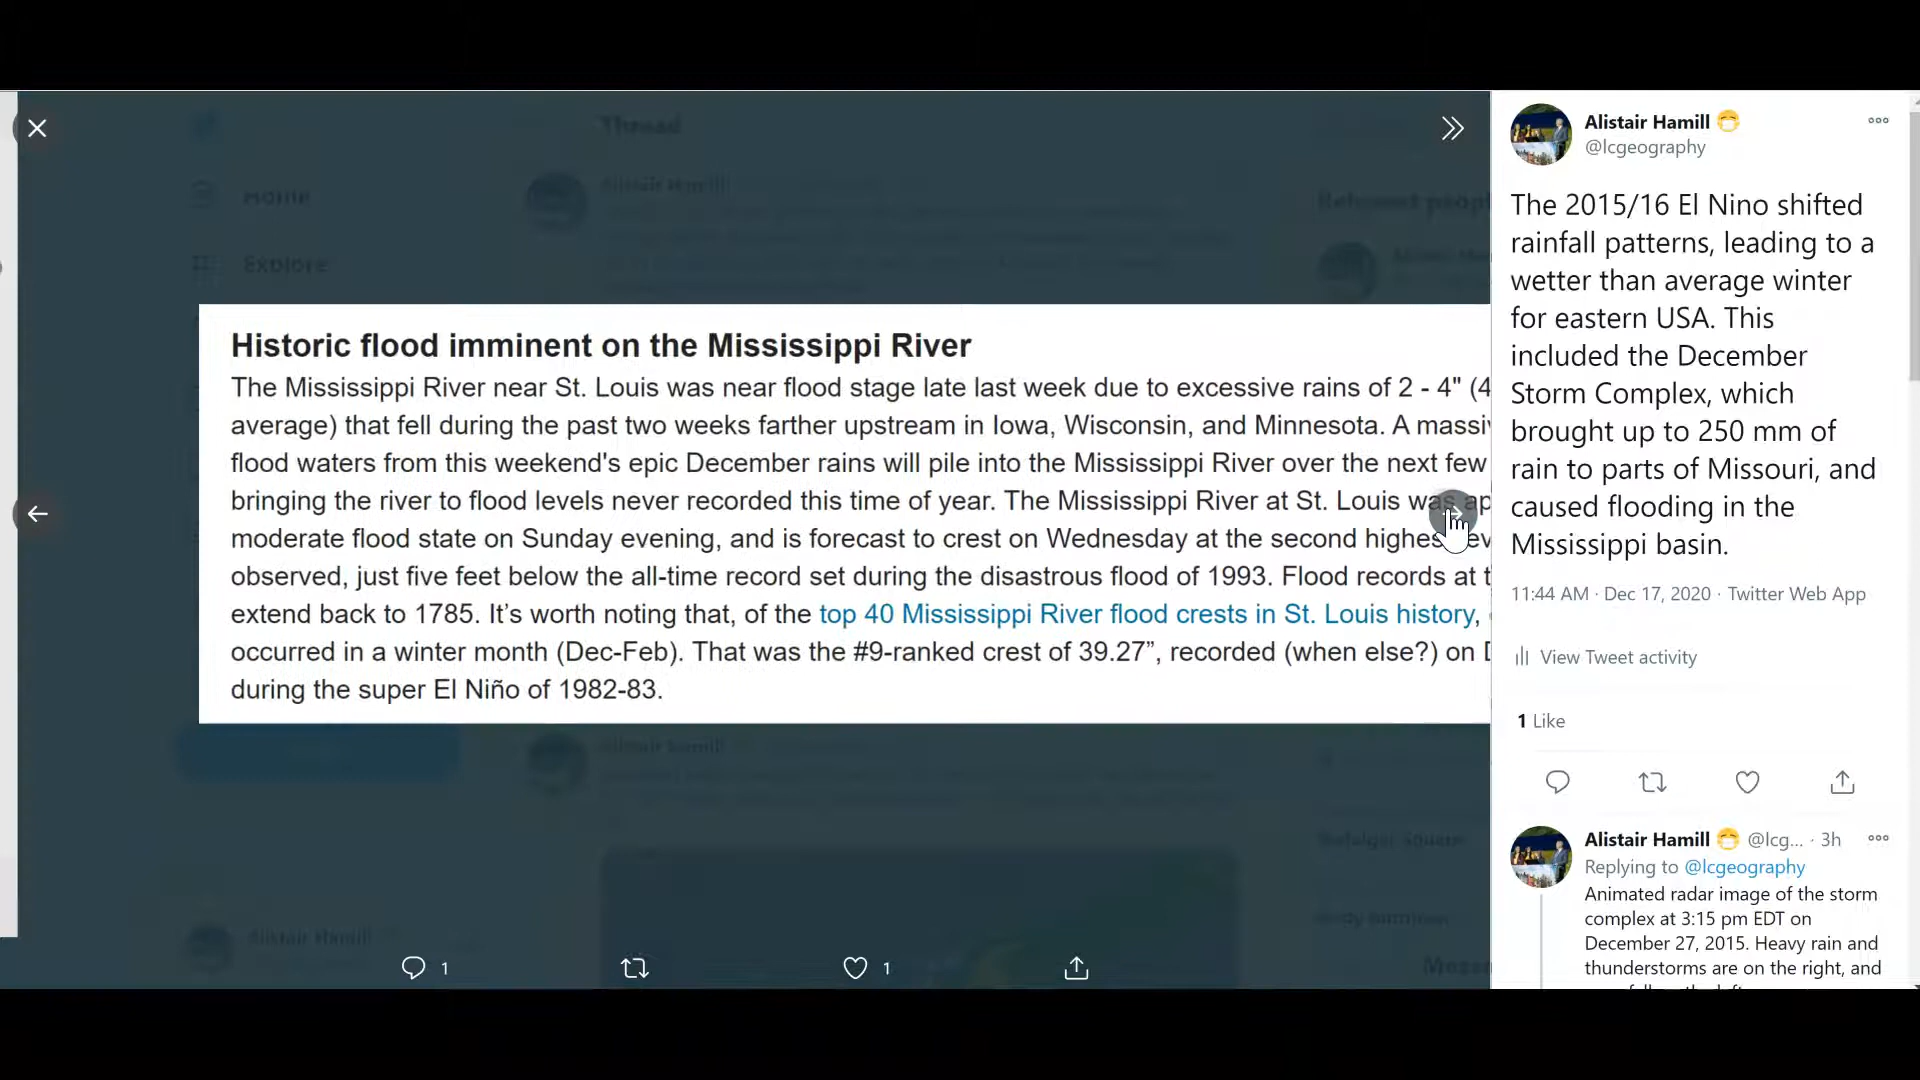 Thread
Home
Explore
Historic flood imminent on the Mississippi River
The Mississippi River near St. Louis was near flood stage late last week due to excessive rains of 2 - 4" (4
average) that fell during the past two weeks farther upstream in Iowa, Wisconsin, and Minnesota. A
flood waters from this weekend's epic December rains will pile into the Mississippi River over the next few
bringing the river to flood levels never recorded this time of year. The Mississippi River at St. Louis was ap
moderate flood state on Sunday evening, and is forecast to crest on Wednesday at the second
observed, just five feet below the all-time record set during the disastrous flood of 1993. Flood records at
extend back to 1785. It’s worth noting that, of the top 40 Mississippi River flood crests in St. Louis history,
occurred in a winter month (Dec-Feb). That was the #9-ranked crest of 39.27”, recorded (when else?) on
during the super El Niño of 1982-83.
1
1
Alistair Hamill
@lcgeography
The 2015/16 El Nino shifted
rainfall patterns, leading to a
wetter than average winter
for eastern USA. This
included the December
Storm Complex, which
brought up to 250 mm of
rain to parts of Missouri, and
caused flooding in the
Mississippi basin.
11:44 AM · Dec 17, 2020 · Twitter Web App
View Tweet activity
1 Like
Alistair Hamill @lcg... · 3h
Replying to @lcgeography
Animated radar image of the storm
complex at 3:15 pm EDT on
December 27, 2015. Heavy rain and
thunderstorms are on the right, and